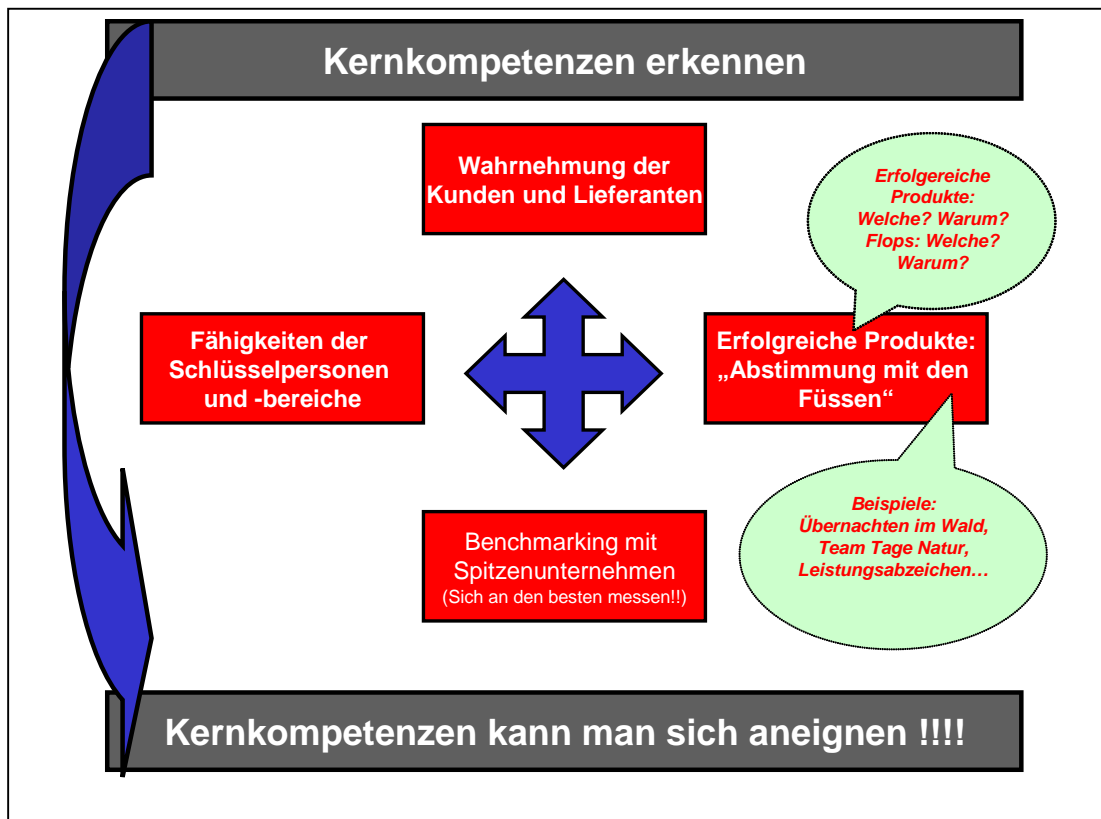 Kernkompetenzen erkennen
Wahrnehmung der
Kunden und Lieferanten
Erfolgereiche
Produkte:
Welche? Warum?
Flops: Welche?
Warum?
Fähigkeiten der
Schlüsselpersonen
und -bereiche
Erfolgreiche Produkte:
„Abstimmung mit den
Füssen“
Benchmarking mit
Spitzenunternehmen
(Sich an den besten messen!!)
Beispiele:
Übernachten im Wald,
Team Tage Natur,
Leistungsabzeichen…
Kernkompetenzen kann man sich aneignen !!!!